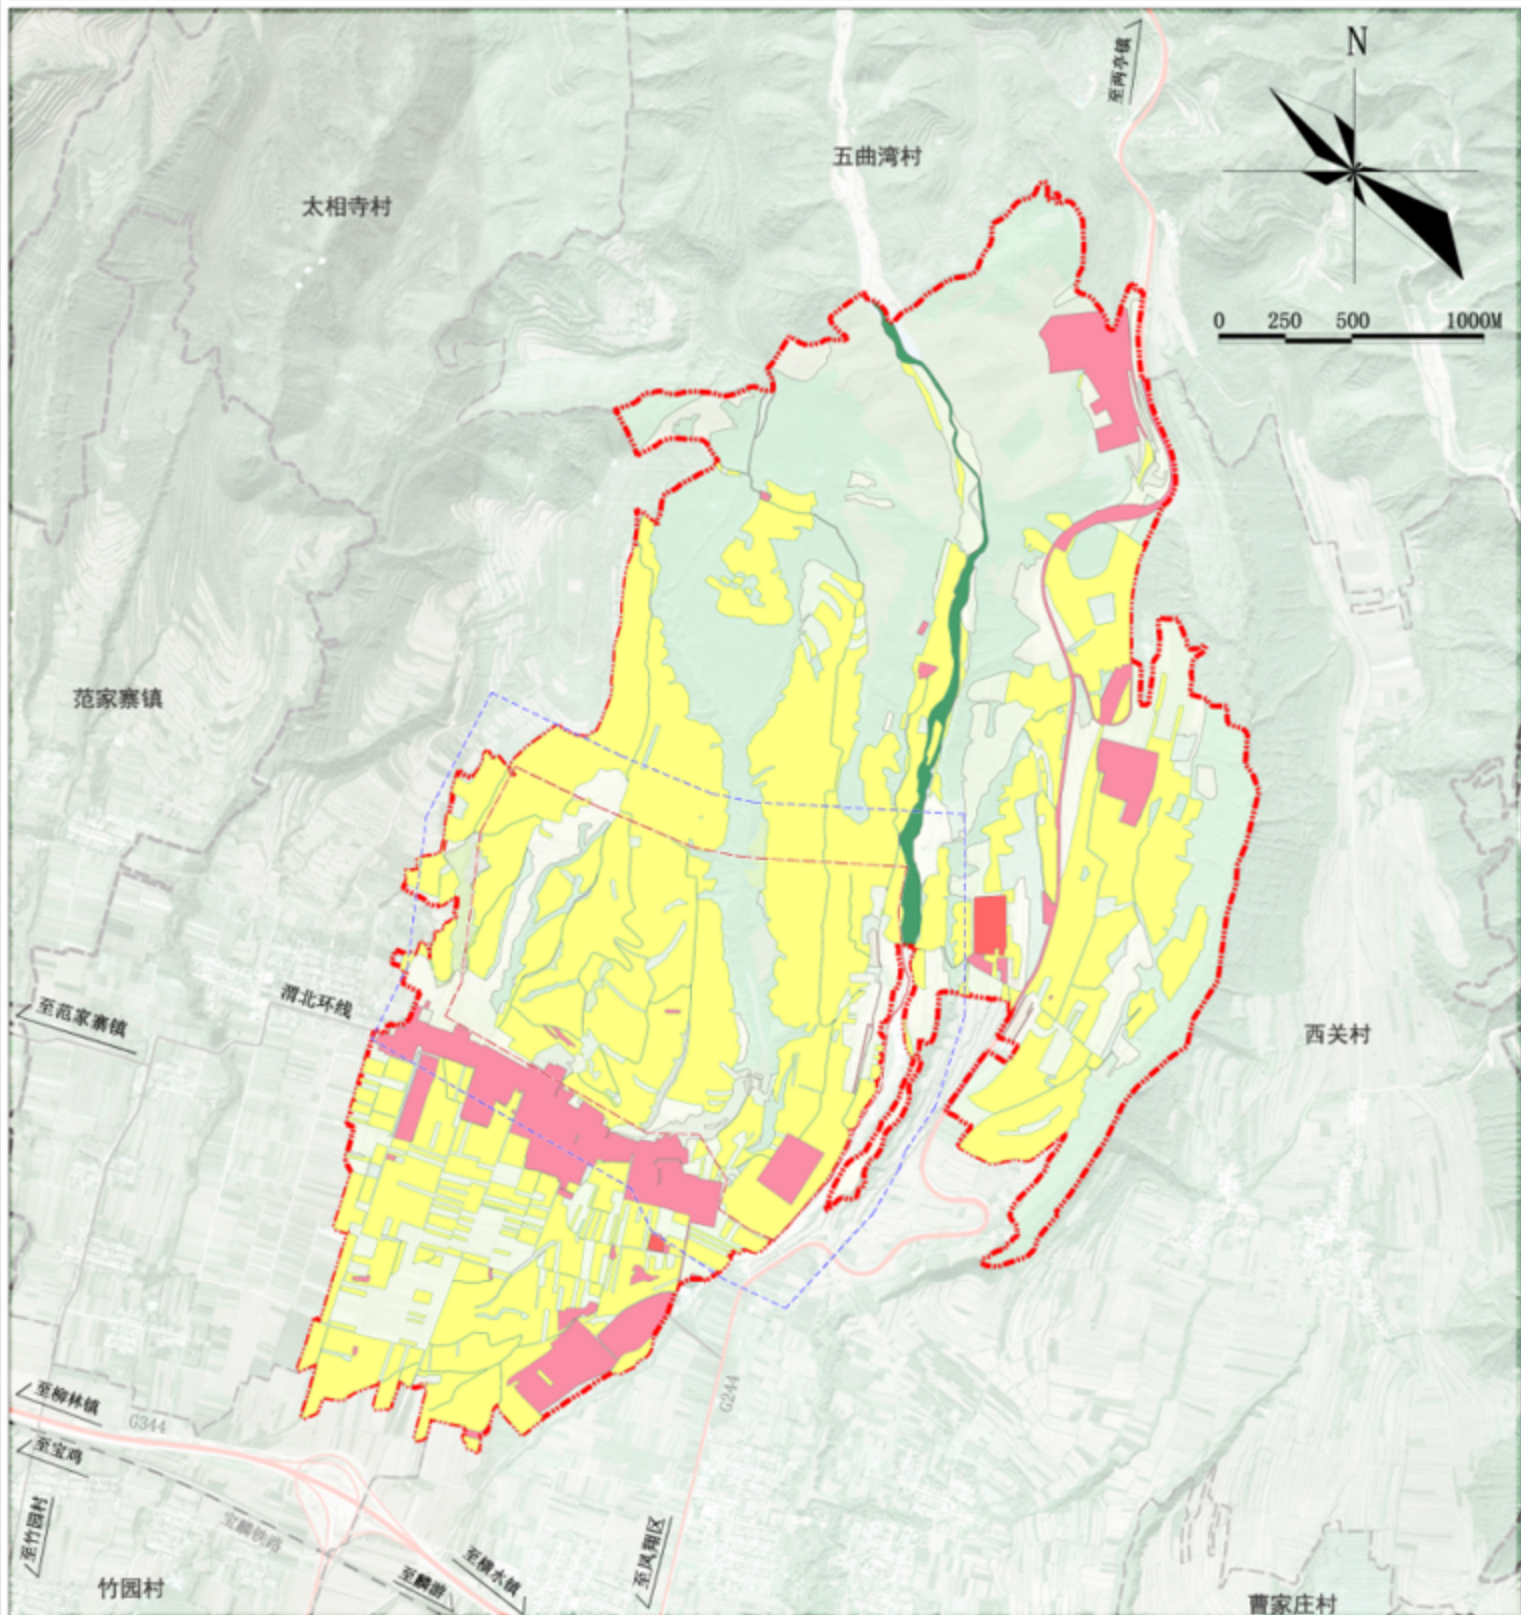 N
至两亭镇
五曲湾村
太相寺村
0 250 500 1000M
范家寨镇
渭北环线
至范家寨镇
西关村
至柳林镇
G344
至宝鸡
G244
至竹园村
宝麟铁路
至横水镇
至麟游
至凤翔区
竹园村
曹家庄村